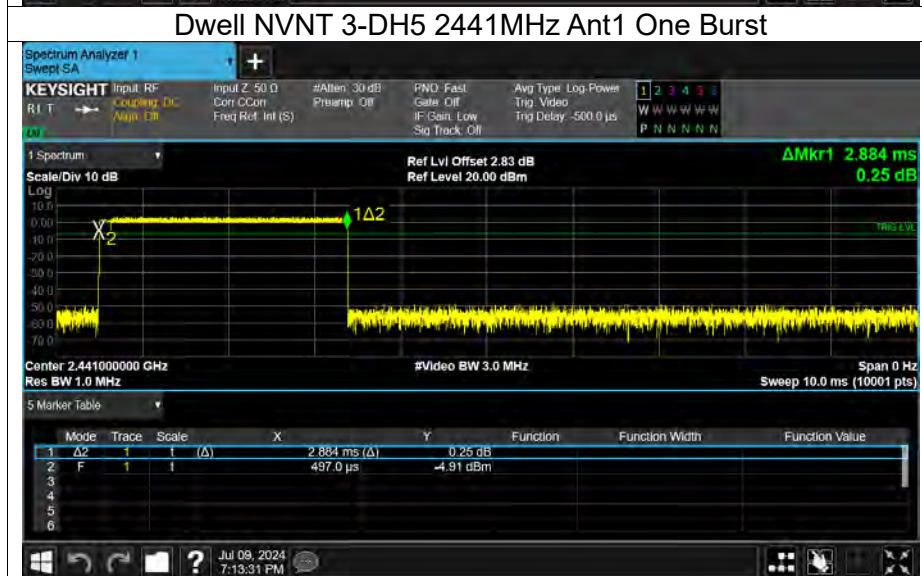 Dwell NVNT 3-DH5 2441MHz Ant1 One Burst
Spectrum Analyzer 1
Swept SA
+
KEYSIGHT Input: RF Input Z: 50 Ω #Atten: 30 dB PNO: Fast Avg Type: Log-Power 1 2 3 4 5 6
RL T Coupling: DC Corr CCorr Preamp: Off Gate: Off Trig: Video W W W W W W
Align: Off Freq Ref: Int (S) IF Gain: Low Trig Delay: -500.0 µs
Sig Track: Off P N N N N N
1 Spectrum
Ref Lvl Offset 2.83 dB ΔMkr1 2.884 ms
Scale/Div 10 dB Ref Level 20.00 dBm 0.25 dB
Log
10.0
0.00 1Δ2
TRIG LVL
-10.0 X2
-20.0
-30.0
-40.0
-50.0
-60.0
-70.0
Center 2.441000000 GHz #Video BW 3.0 MHz Span 0 Hz
Res BW 1.0 MHz Sweep 10.0 ms (10001 pts)
5 Marker Table
Mode Trace Scale X Y Function Function Width Function Value
1 Δ2 1 t (Δ) 2.884 ms (Δ) 0.25 dB
2 F 1 t 497.0 µs -4.91 dBm
3
4
5
6
? Jul 09, 2024
7:13:31 PM